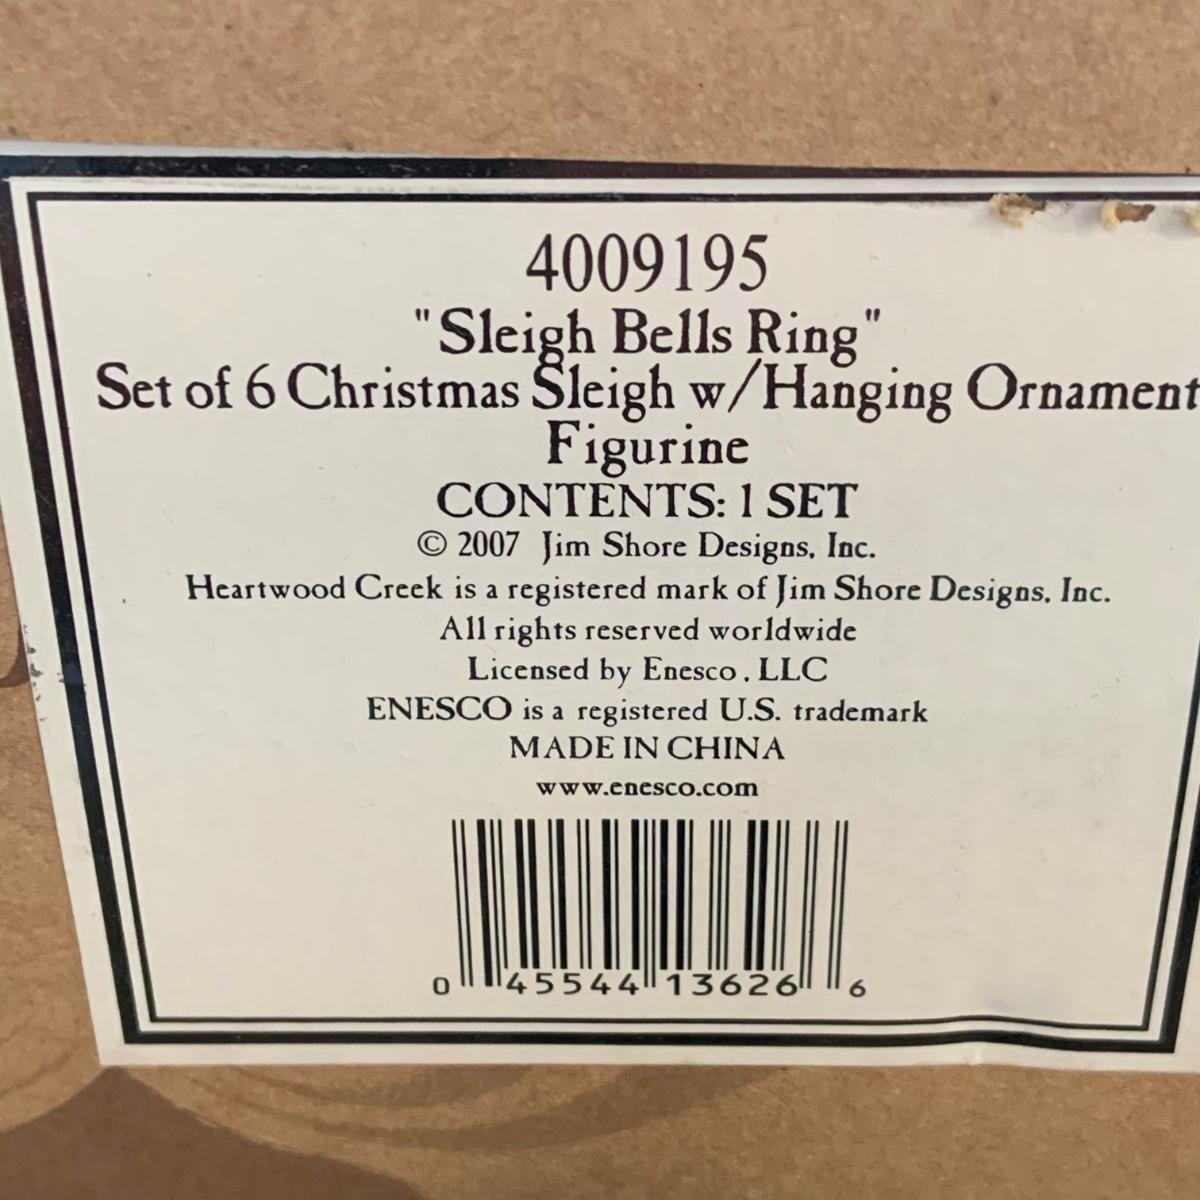 4009195
"Sleigh Bells Ring"
Set of 6 Christmas Sleigh w/Hanging Ornament
Figurine
CONTENTS: 1 SET
© 2007 Jim Shore Designs, Inc.
Heartwood Creek is a registered mark of Jim Shore Designs, Inc.
All rights reserved worldwide
Licensed by Enesco, LLC
ENESCO is a registered U.S. trademark
MADE IN CHINA
www.enesco.com
0 45544 13626 6